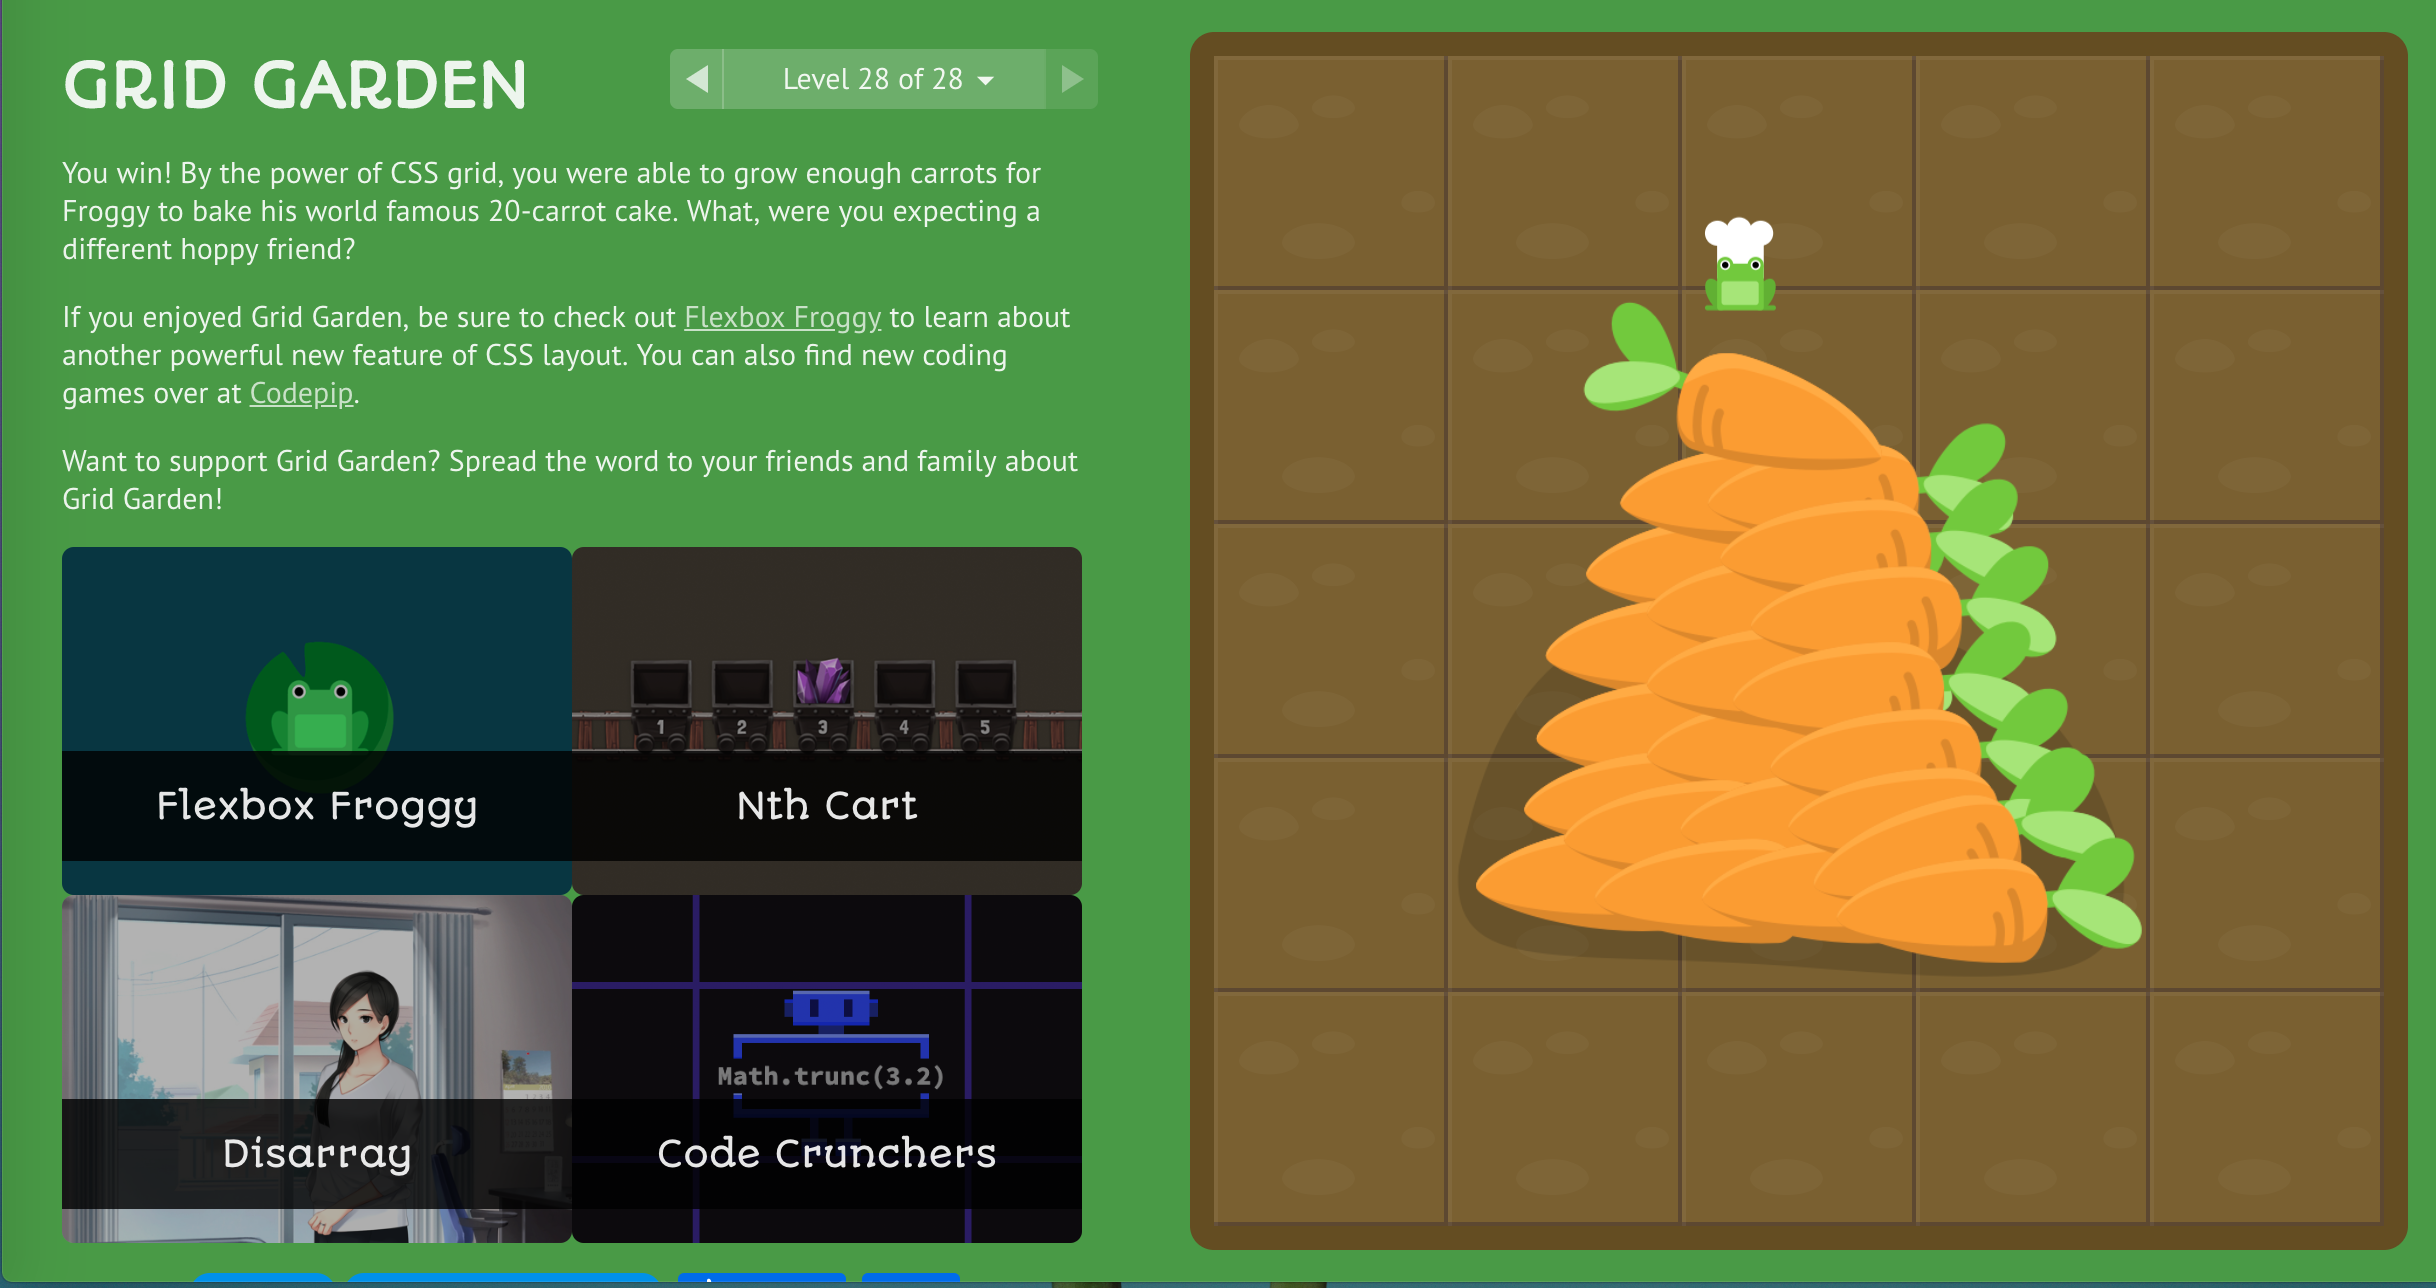 GRID GARDEN
Level 28 of 28
You win! By the power of CSS grid, you were able to grow enough carrots for
Froggy to bake his world famous 20-carrot cake. What, were you expecting a
different hoppy friend?
If you enjoyed Grid Garden, be sure to check out Flexbox Froggy to learn about
another powerful new feature of CSS layout. You can also find new coding
games over at Codepip.
Want to support Grid Garden? Spread the word to your friends and family about
Grid Garden!
1 2 3 4 5
Flexbox Froggy
Nth Cart
Math.trunc(3.2)
Disarray
Code Crunchers